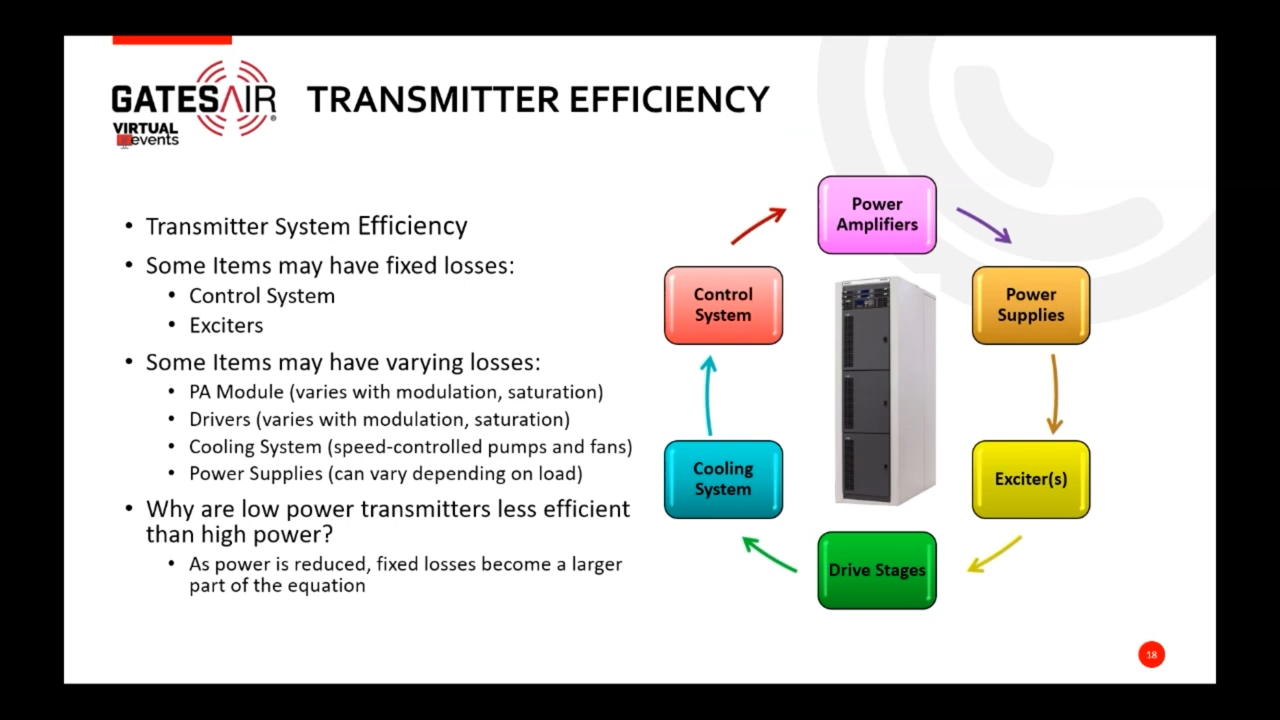 GATESAIR®
VIRTUAL
events
TRANSMITTER EFFICIENCY
• Transmitter System Efficiency
• Some Items may have fixed losses:
• Control System
• Exciters
• Some Items may have varying losses:
• PA Module (varies with modulation, saturation)
• Drivers (varies with modulation, saturation)
• Cooling System (speed-controlled pumps and fans)
• Power Supplies (can vary depending on load)
• Why are low power transmitters less efficient
than high power?
• As power is reduced, fixed losses become a larger
part of the equation
Power
Amplifiers
Power
Supplies
Exciter(s)
Drive Stages
Cooling
System
Control
System
18